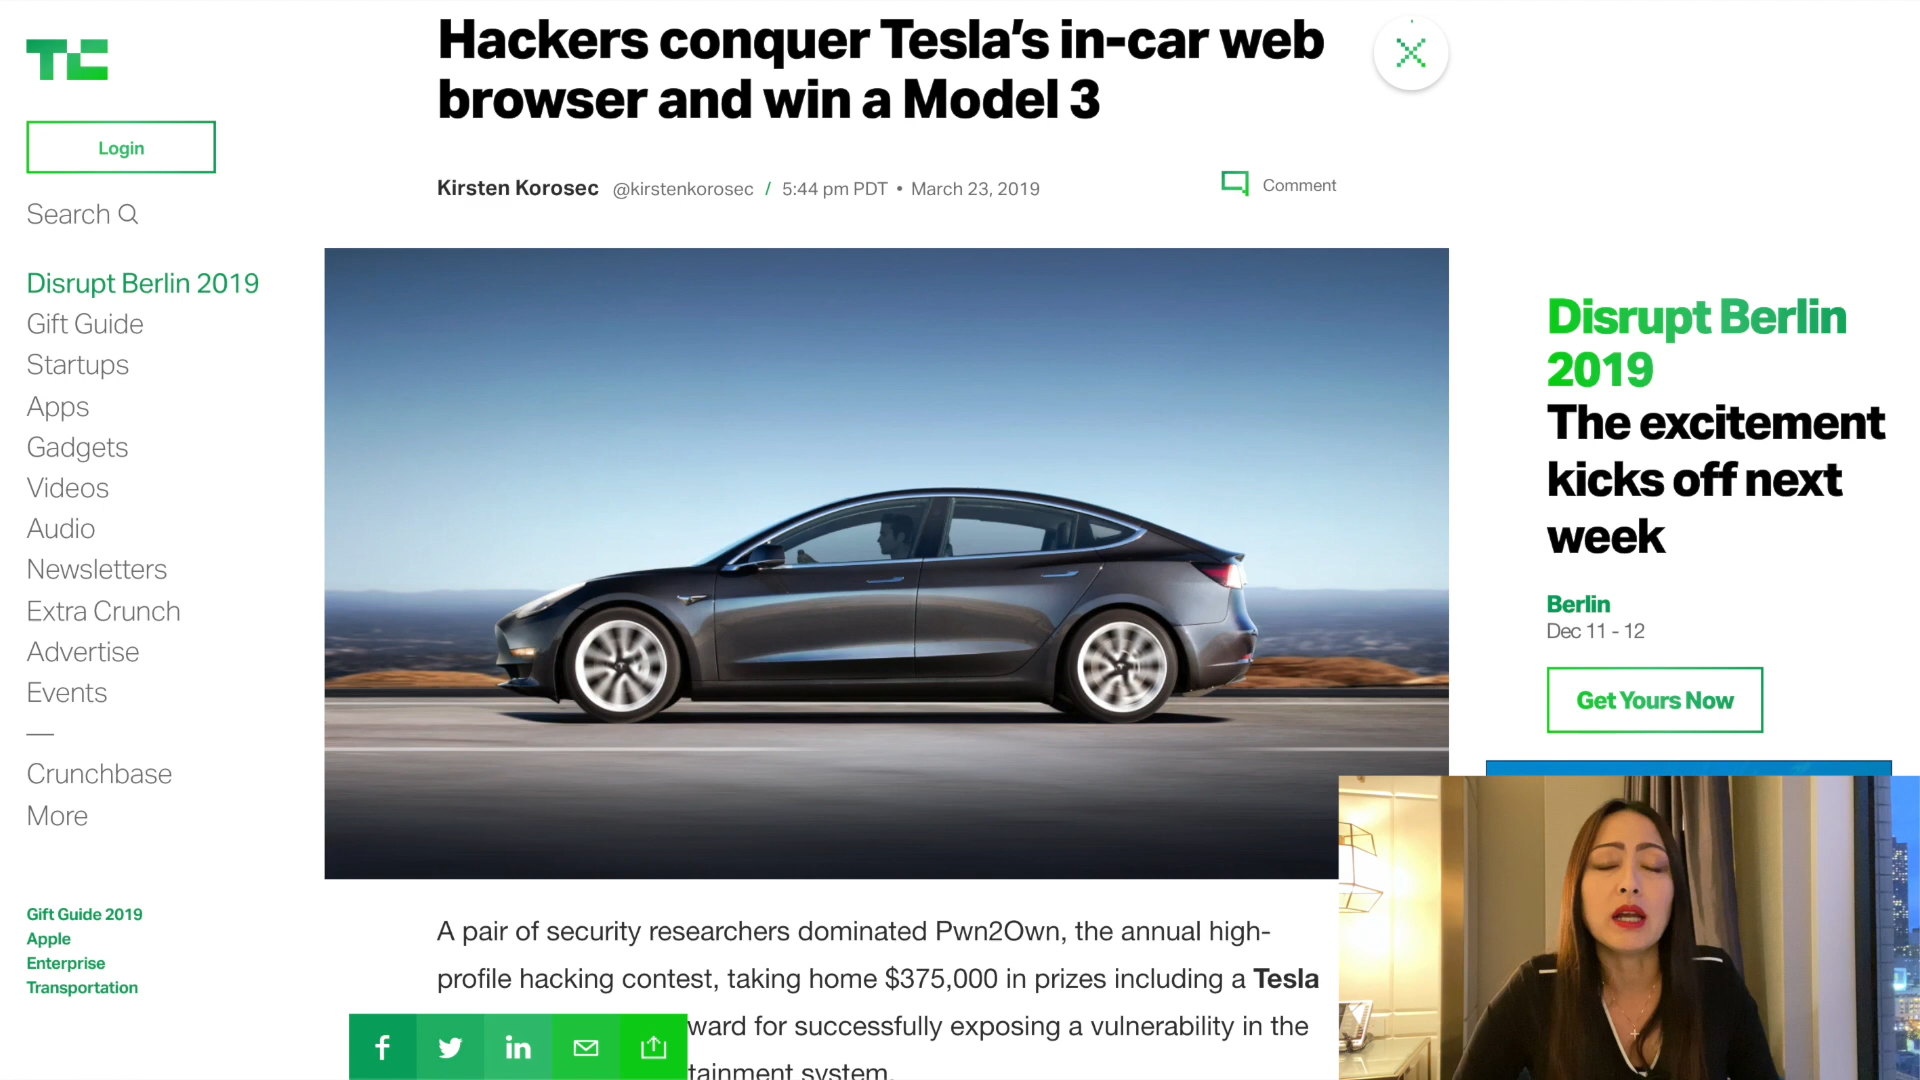 TC
Login
Search
Disrupt Berlin 2019
Gift Guide
Startups
Apps
Gadgets
Videos
Audio
Newsletters
Extra Crunch
Advertise
Events
—
Crunchbase
More
Gift Guide 2019
Apple
Enterprise
Transportation
Hackers conquer Tesla’s in-car web
browser and win a Model 3
Kirsten Korosec @kirstenkorosec / 5:44 pm PDT • March 23, 2019
Comment
A pair of security researchers dominated Pwn2Own, the annual high-
profile hacking contest, taking home $375,000 in prizes including a Tesla
ward for successfully exposing a vulnerability in the
tainment system.
Disrupt Berlin
2019
The excitement
kicks off next
week
Berlin
Dec 11 - 12
Get Yours Now